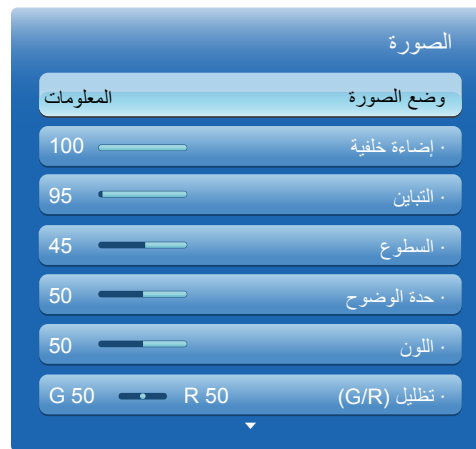 الصورة
وضع الصورة المعلومات
· إضاءة خلفية 100
· التباين 95
· السطوع 45
· حدة الوضوح 50
· اللون 50
· تظليل (G/R) R 50 G 50